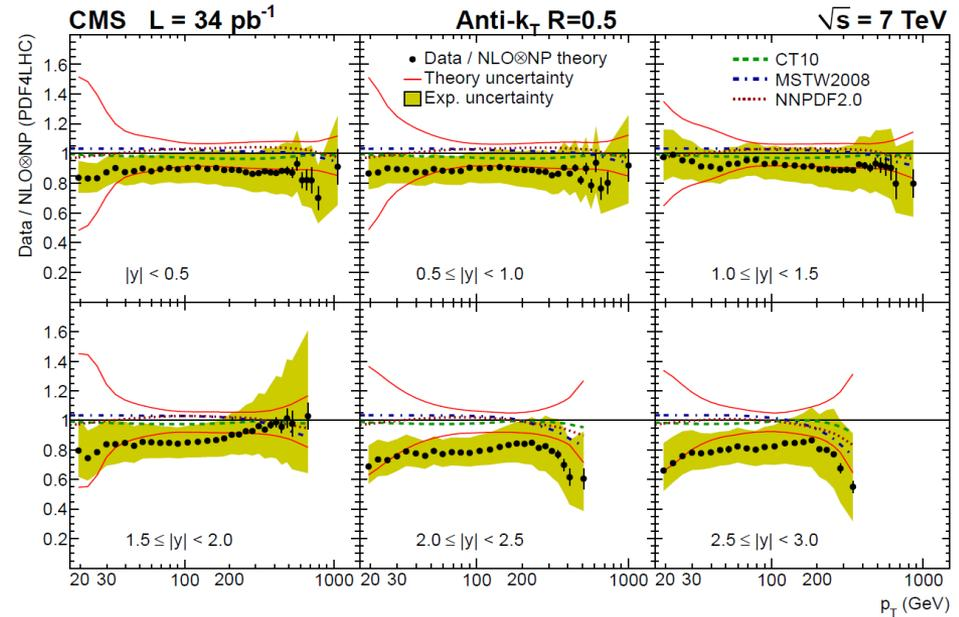 CMS L = 34 pb-1 Anti-kT R=0.5 √s = 7 TeV
Data / NLO⊗NP (PDF4LHC)
1.6
1.4
1.2
1
0.8
0.6
0.4
0.2
|y| < 0.5
Data / NLO⊗NP theory
Theory uncertainty
Exp. uncertainty
0.5 ≤ |y| < 1.0
CT10
MSTW2008
NNPDF2.0
1.0 ≤ |y| < 1.5
1.6
1.4
1.2
1
0.8
0.6
0.4
0.2
1.5 ≤ |y| < 2.0
2.0 ≤ |y| < 2.5
2.5 ≤ |y| < 3.0
20 30 100 200 1000 20 30 100 200 1000 20 30 100 200 1000
pT (GeV)